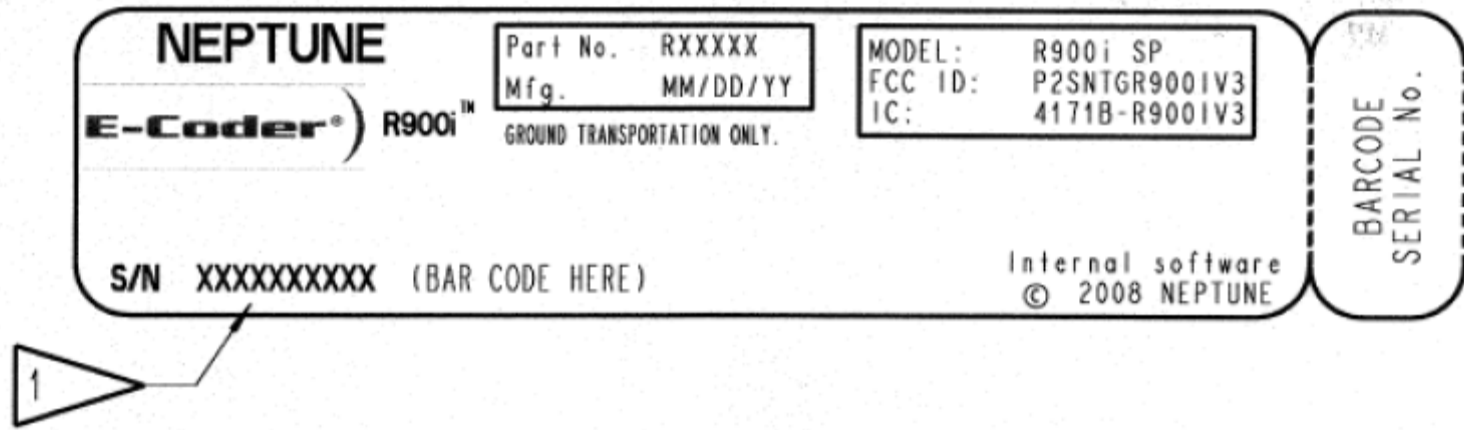 NEPTUNE
E-Coder®) R900i™
Part No. RXXXXX
Mfg. MM/DD/YY
GROUND TRANSPORTATION ONLY.
MODEL: R900i SP
FCC ID: P2SNTGR900IV3
IC: 4171B-R900IV3
S/N XXXXXXXXXX (BAR CODE HERE)
Internal software
© 2008 NEPTUNE
BARCODE
SERIAL No.
1